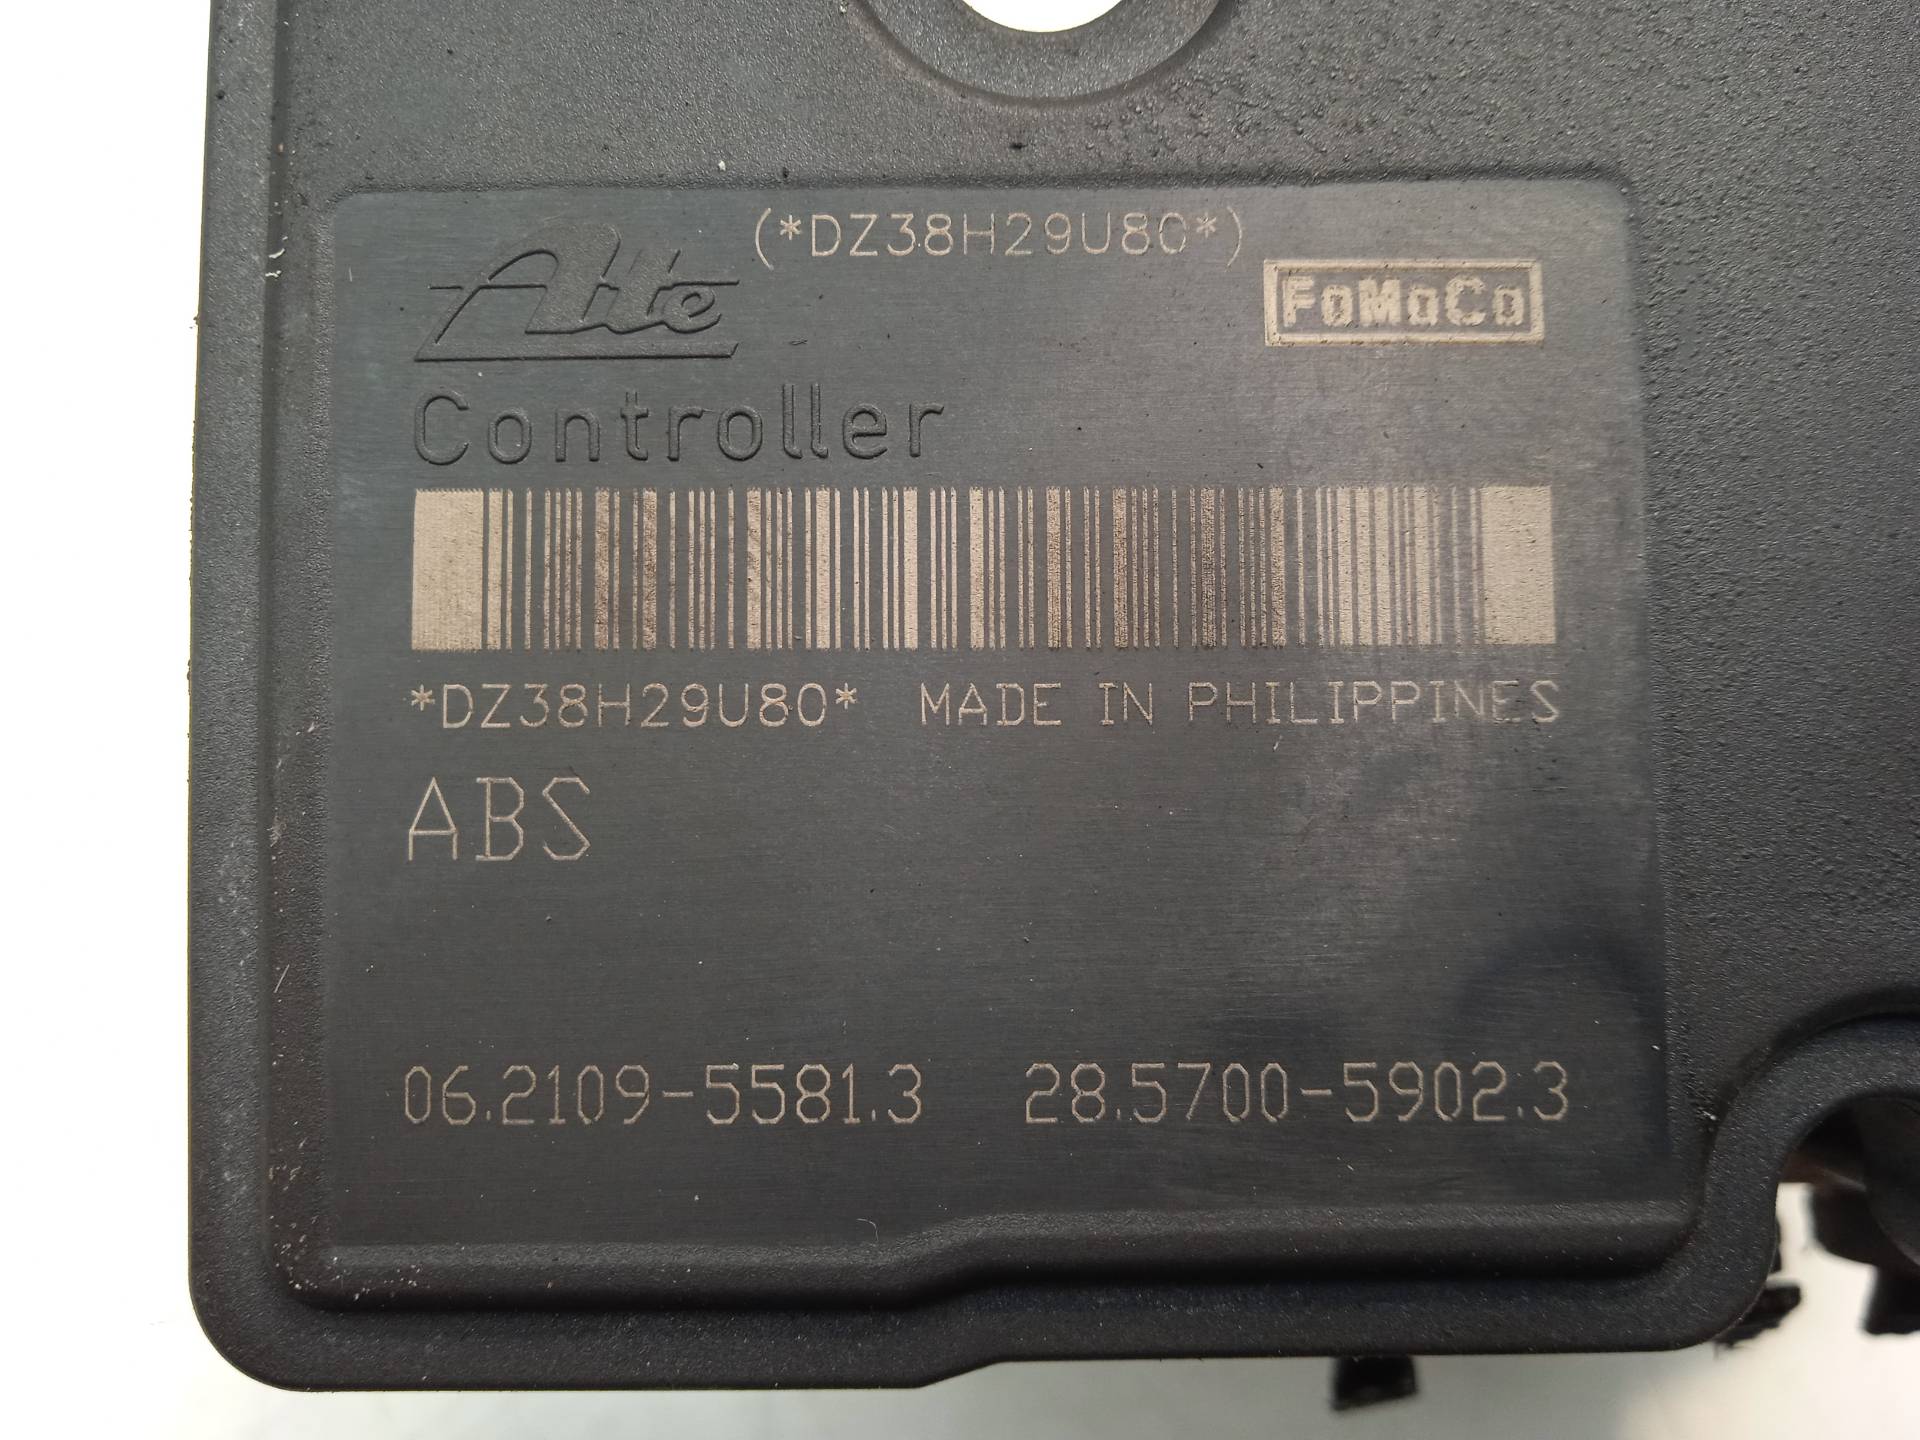 (*DZ38H29U80*)
Ate
FoMoCo
Controller
*DZ38H29U80* MADE IN PHILIPPINES
ABS
06.2109-5581.3 28.5700-5902.3